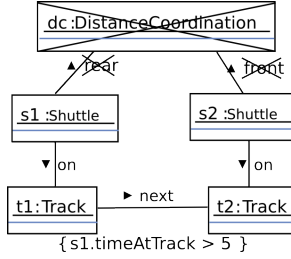 dc :DistanceCoordination
rear
front
s1 :Shuttle
s2 :Shuttle
on
on
next
t1:Track
t2:Track
{ s1.timeAtTrack > 5 }